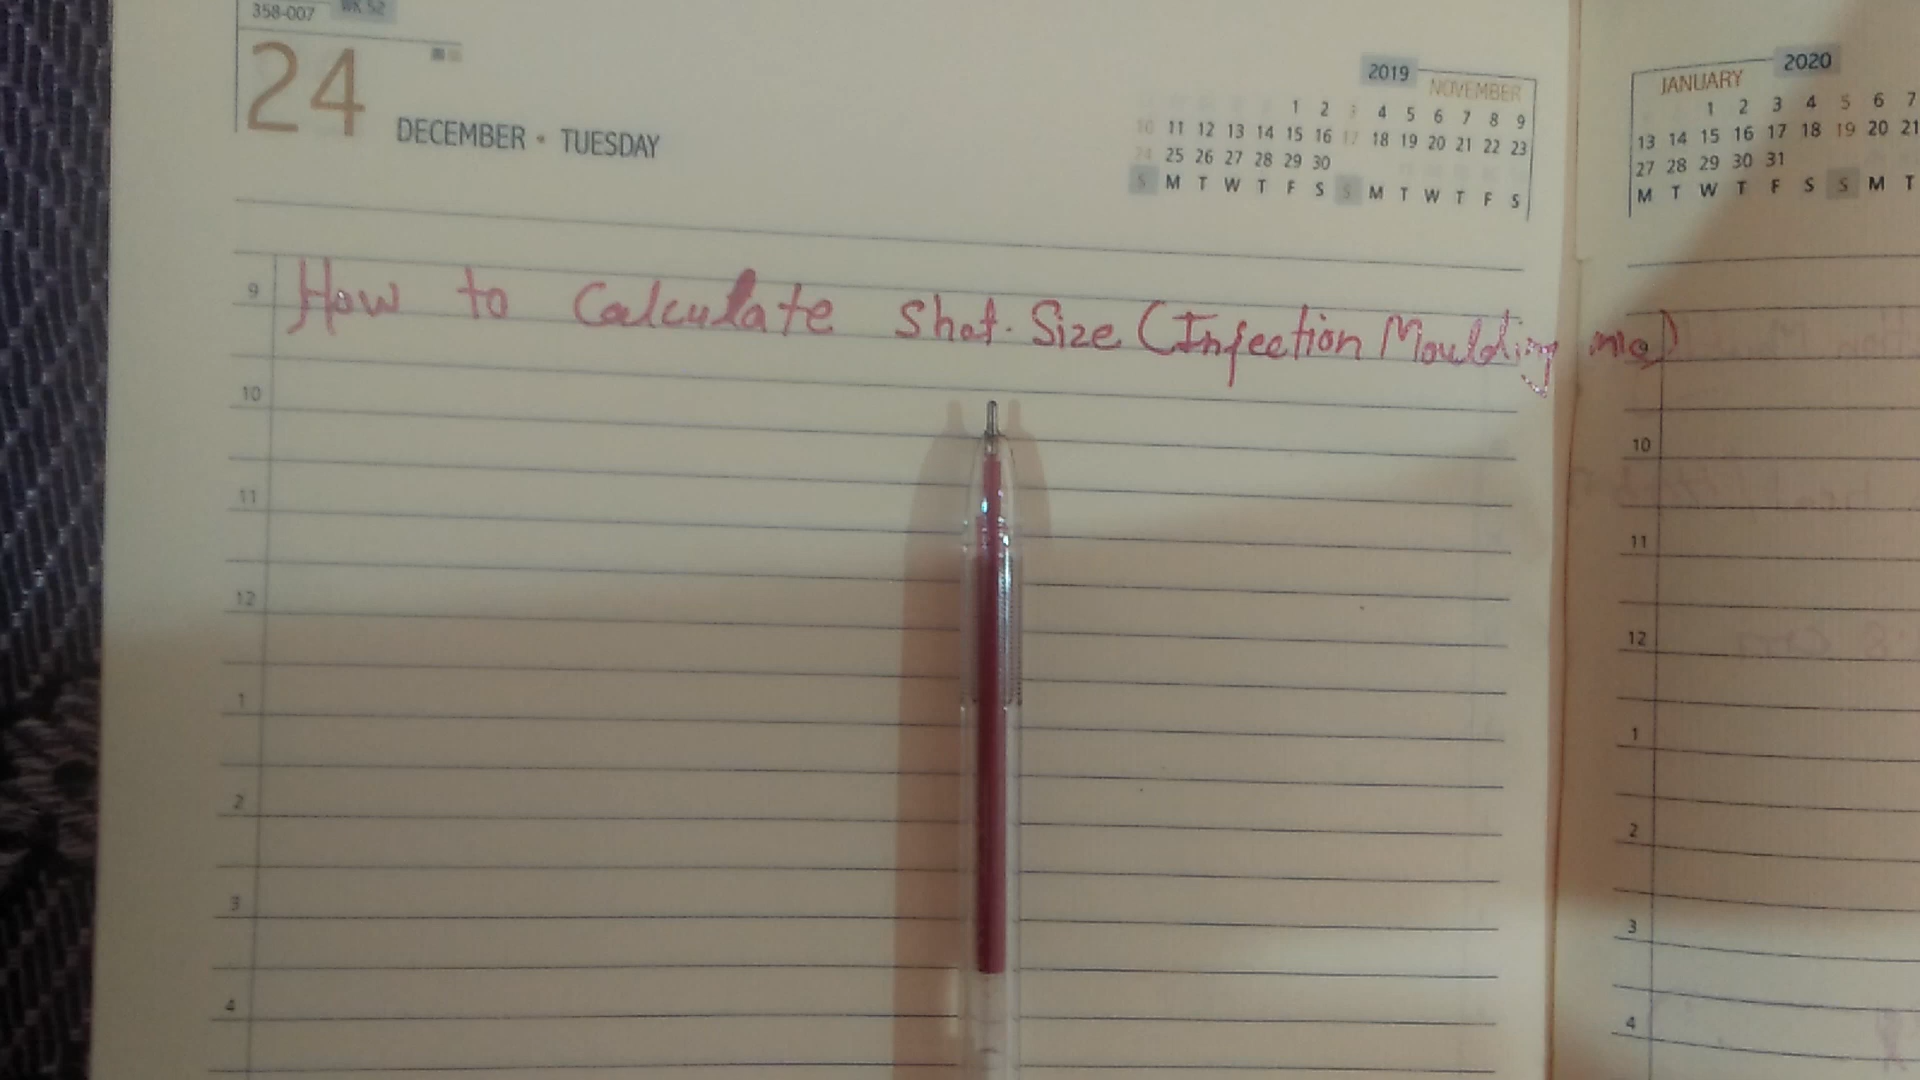 358-007 WK 52
24
DECEMBER • TUESDAY
2019 NOVEMBER
1 2 3 4 5 6 7 8 9
10 11 12 13 14 15 16 17 18 19 20 21 22 23
24 25 26 27 28 29 30
S M T W T F S S M T W T F S
How to Calculate Shot Size (Injection Moulding m/c)
9
10
11
12
1
2
3
4
JANUARY 2020
1 2 3 4 5 6 7
13 14 15 16 17 18 19 20 21
27 28 29 30 31
M T W T F S S M T
10
11
12
1
2
3
4